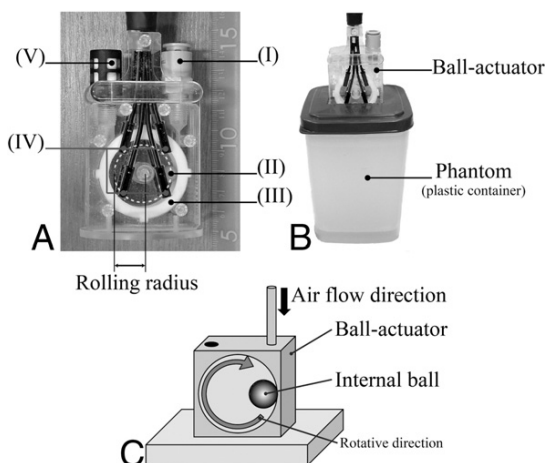 (V)
(I)
(IV)
(II)
(III)
15
10
5
A
Rolling radius
Ball-actuator
Phantom
(plastic container)
B
Air flow direction
Ball-actuator
Internal ball
Rotative direction
C